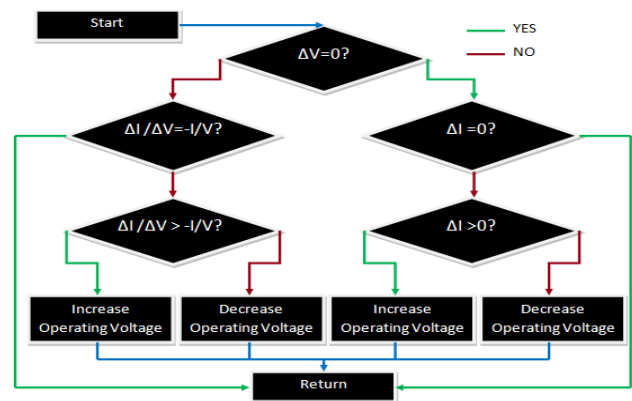 Start
YES
NO
ΔV=0?
ΔI /ΔV=-I/V?
ΔI =0?
ΔI/ΔV > -I/V?
ΔI >0?
Increase
Operating Voltage
Decrease
Operating Voltage
Increase
Operating Voltage
Decrease
Operating Voltage
Return